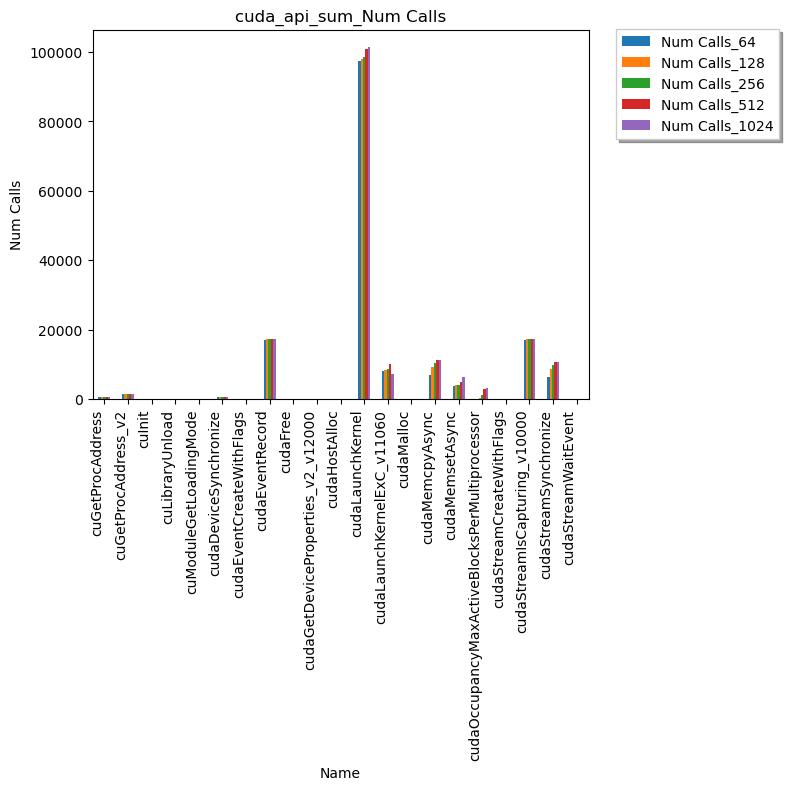 cuda_api_sum_Num Calls
Num Calls_64
Num Calls_128
Num Calls_256
Num Calls_512
Num Calls_1024
Num Calls
100000
80000
60000
40000
20000
0
cuGetProcAddress
cuGetProcAddress_v2
cuInit
cuLibraryUnload
cuModuleGetLoadingMode
cudaDeviceSynchronize
cudaEventCreateWithFlags
cudaEventRecord
cudaFree
cudaGetDeviceProperties_v2_v12000
cudaHostAlloc
cudaLaunchKernel
cudaLaunchKernelExC_v11060
cudaMalloc
cudaMemcpyAsync
cudaMemsetAsync
cudaOccupancyMaxActiveBlocksPerMultiprocessor
cudaStreamCreateWithFlags
cudaStreamIsCapturing_v10000
cudaStreamSynchronize
cudaStreamWaitEvent
Name